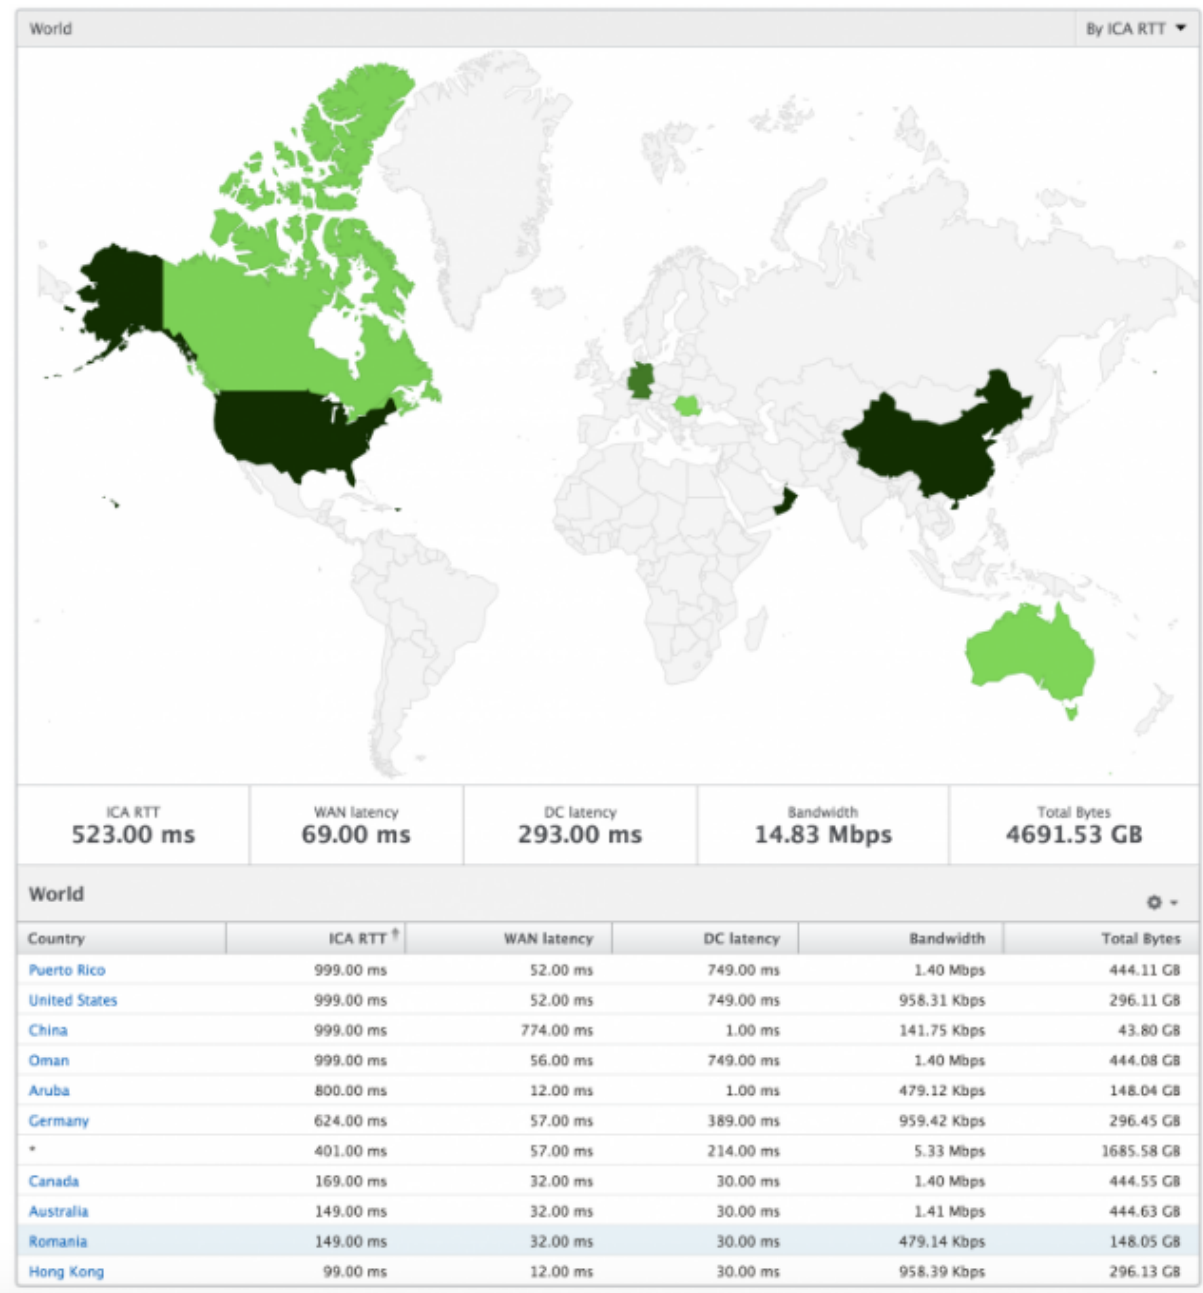 World By ICA RTT
ICA RTT WAN latency DC latency Bandwidth Total Bytes
523.00 ms 69.00 ms 293.00 ms 14.83 Mbps 4691.53 GB
World
Country ICA RTT WAN latency DC latency Bandwidth Total Bytes
Puerto Rico 999.00 ms 52.00 ms 749.00 ms 1.40 Mbps 444.11 GB
United States 999.00 ms 52.00 ms 749.00 ms 958.31 Kbps 296.11 GB
China 999.00 ms 774.00 ms 1.00 ms 141.75 Kbps 43.80 GB
Oman 999.00 ms 56.00 ms 749.00 ms 1.40 Mbps 444.08 GB
Aruba 800.00 ms 12.00 ms 1.00 ms 479.12 Kbps 148.04 GB
Germany 624.00 ms 57.00 ms 389.00 ms 959.42 Kbps 296.45 GB
* 401.00 ms 57.00 ms 214.00 ms 5.33 Mbps 1685.58 GB
Canada 169.00 ms 32.00 ms 30.00 ms 1.40 Mbps 444.55 GB
Australia 149.00 ms 32.00 ms 30.00 ms 1.41 Mbps 444.63 GB
Romania 149.00 ms 32.00 ms 30.00 ms 479.14 Kbps 148.05 GB
Hong Kong 99.00 ms 12.00 ms 30.00 ms 958.39 Kbps 296.13 GB